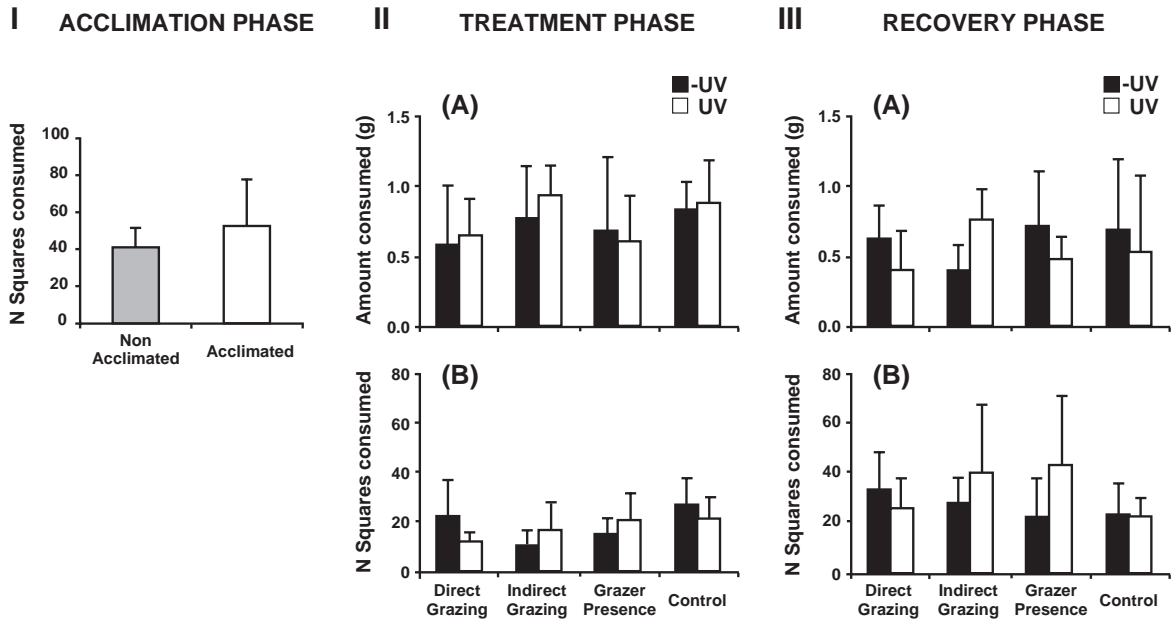 I ACCLIMATION PHASE
N Squares consumed
100
80
60
40
20
0
Non
Acclimated
Acclimated
II TREATMENT PHASE
-UV
UV
(A)
Amount consumed (g)
1.5
1.0
0.5
0.0
(B)
N Squares consumed
80
60
40
20
0
Direct
Grazing
Indirect
Grazing
Grazer
Presence
Control
III RECOVERY PHASE
-UV
UV
(A)
Amount consumed (g)
1.5
1.0
0.5
0.0
(B)
N Squares consumed
80
60
40
20
0
Direct
Grazing
Indirect
Grazing
Grazer
Presence
Control